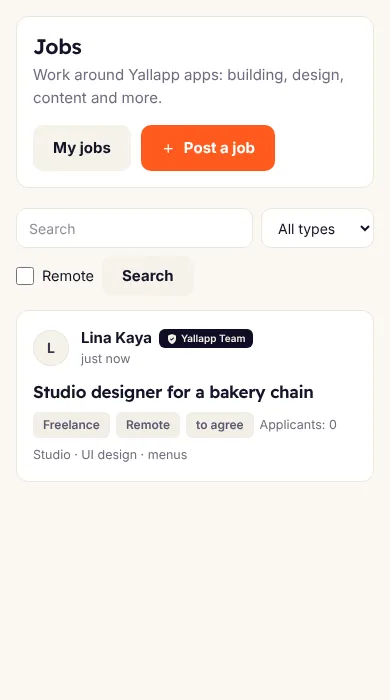 Jobs
Work around Yallapp apps: building, design,
content and more.
My jobs
+ Post a job
Search
All types
Remote
Search
L
Lina Kaya
Yallapp Team
just now
Studio designer for a bakery chain
Freelance
Remote
to agree
Applicants: 0
Studio · UI design · menus